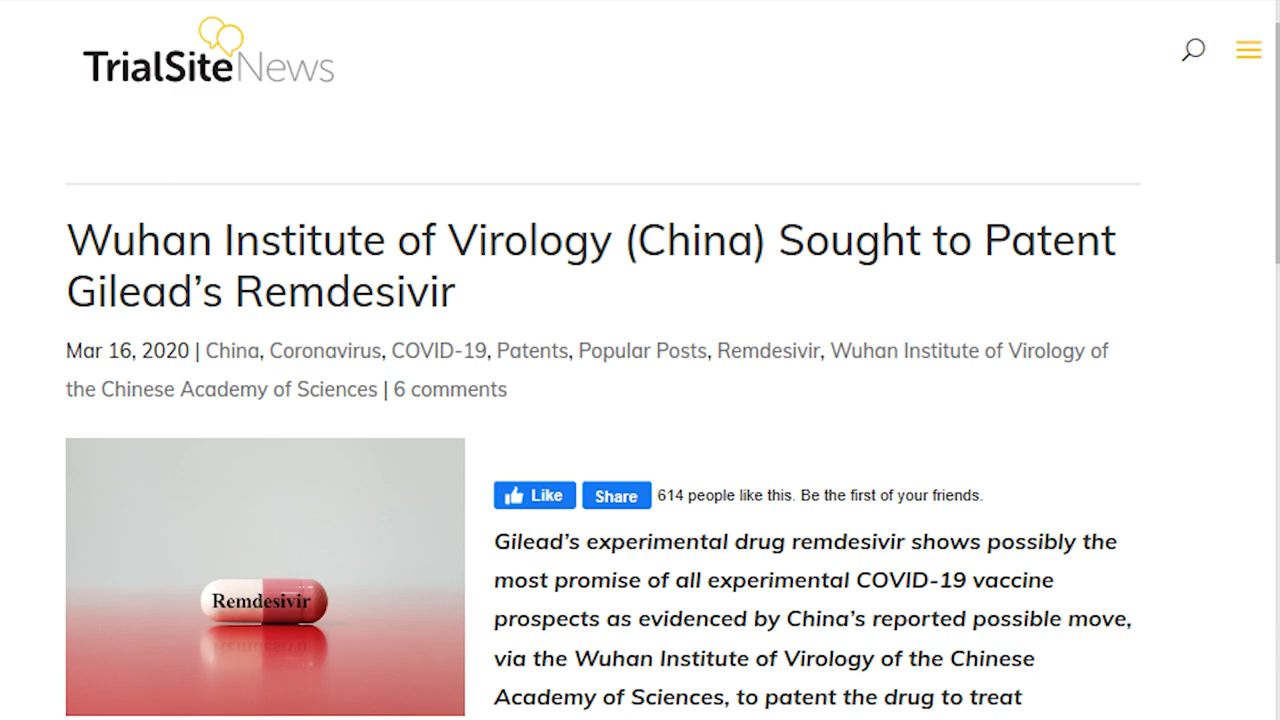 TrialSiteNews
Wuhan Institute of Virology (China) Sought to Patent
Gilead’s Remdesivir
Mar 16, 2020 | China, Coronavirus, COVID-19, Patents, Popular Posts, Remdesivir, Wuhan Institute of Virology of
the Chinese Academy of Sciences | 6 comments
Remdesivir
Like Share 614 people like this. Be the first of your friends.
Gilead’s experimental drug remdesivir shows possibly the
most promise of all experimental COVID-19 vaccine
prospects as evidenced by China’s reported possible move,
via the Wuhan Institute of Virology of the Chinese
Academy of Sciences, to patent the drug to treat